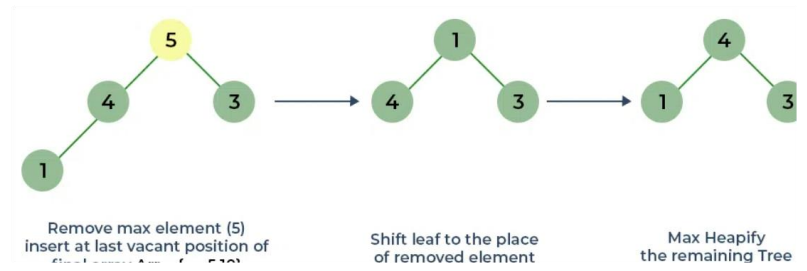 5
4
3
1
1
4
3
4
1
3
Remove max element (5)
insert at last vacant position of
Shift leaf to the place
of removed element
Max Heapify
the remaining Tree